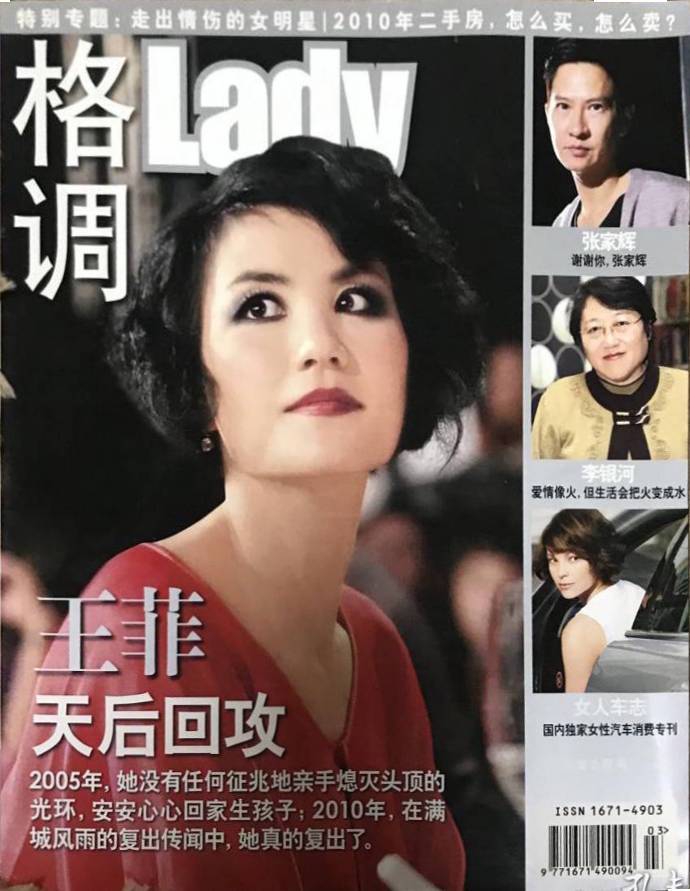 特别专题：走出情伤的女明星|2010年二手房，怎么买，怎么卖？
格调
Lady
张家辉
谢谢你，张家辉
李银河
爱情像火，但生活会把火变成水
女人车志
国内独家女性汽车消费专刊
王菲
天后回攻
2005年，她没有任何征兆地亲手熄灭头顶的
光环，安安心心回家生孩子；2010年，在满
城风雨的复出传闻中，她真的复出了。
ISSN 1671-4903
03>
9 771671 490094